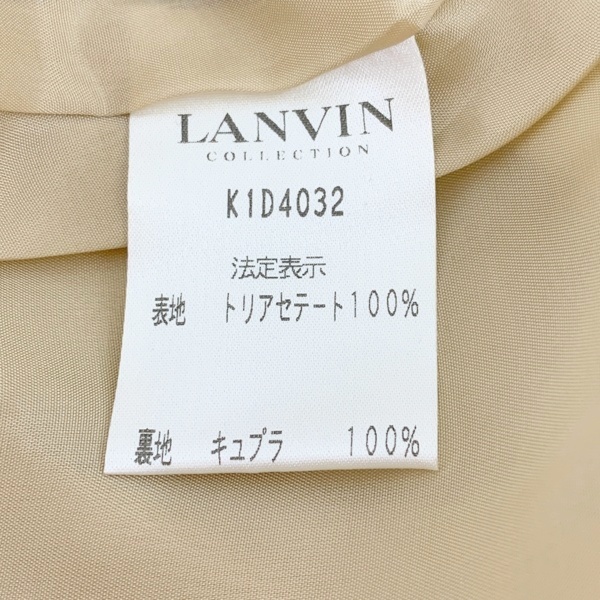 LANVIN
COLLECTION
K1D4032
法定表示
表地 トリアセテート100%
裏地 キュプラ 100%